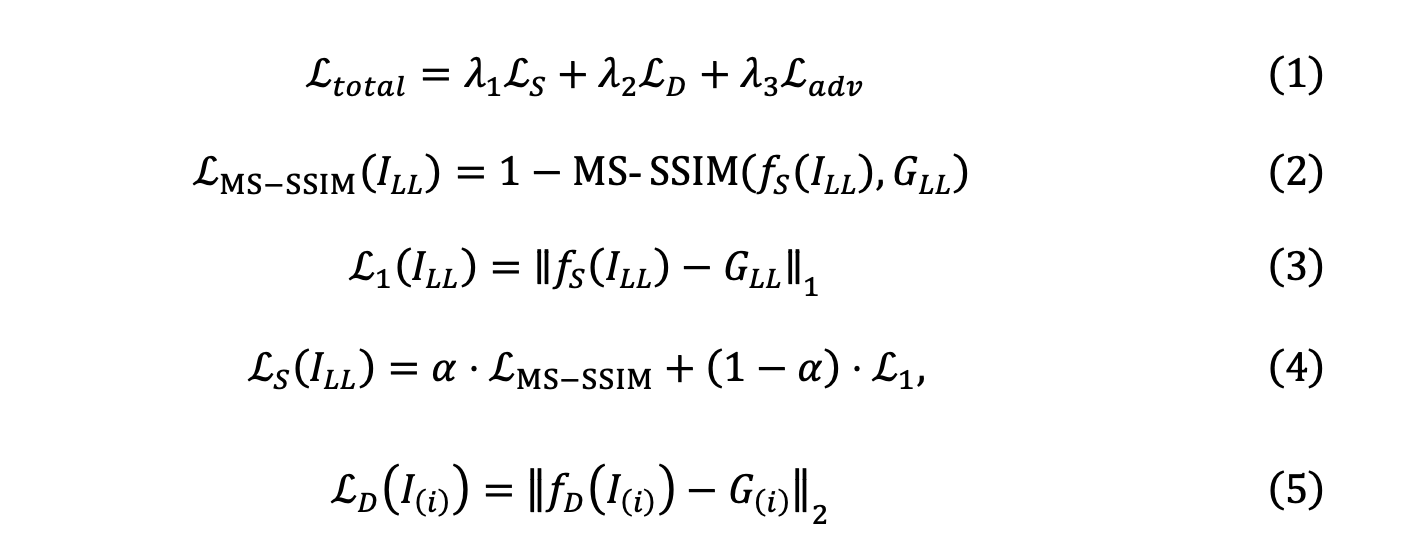 ℒ_total = λ₁ℒ_S + λ₂ℒ_D + λ₃ℒ_adv (1)
ℒ_MS−SSIM(I_LL) = 1 − MS-SSIM(f_S(I_LL), G_LL) (2)
ℒ₁(I_LL) = ‖f_S(I_LL) − G_LL‖₁ (3)
ℒ_S(I_LL) = α · ℒ_MS−SSIM + (1 − α) · ℒ₁, (4)
ℒ_D(I_(i)) = ‖f_D(I_(i)) − G_(i)‖₂ (5)